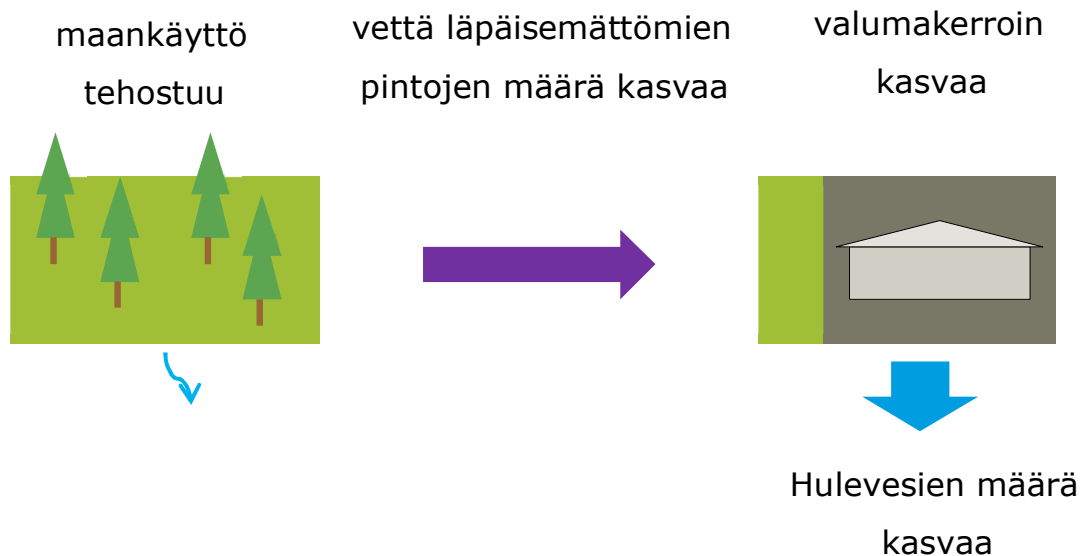 maankäyttö
tehostuu
vettä läpäisemättömien
pintojen määrä kasvaa
valumakerroin
kasvaa
Hulevesien määrä
kasvaa